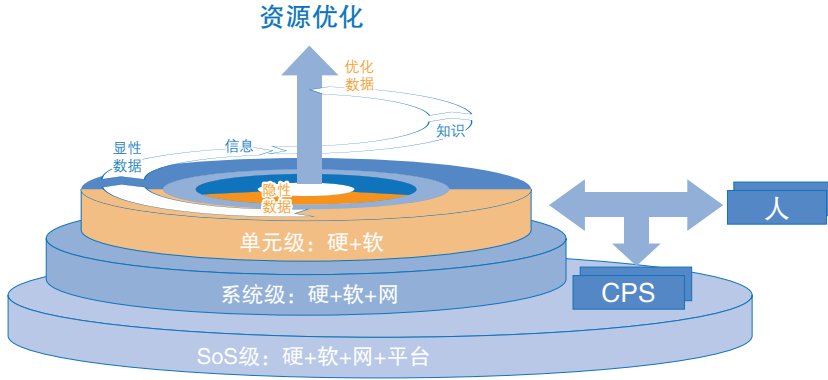 资源优化
优化
数据
知识
信息
显性
数据
隐性
数据
人
单元级：硬+软
CPS
系统级：硬+软+网
SoS级：硬+软+网+平台